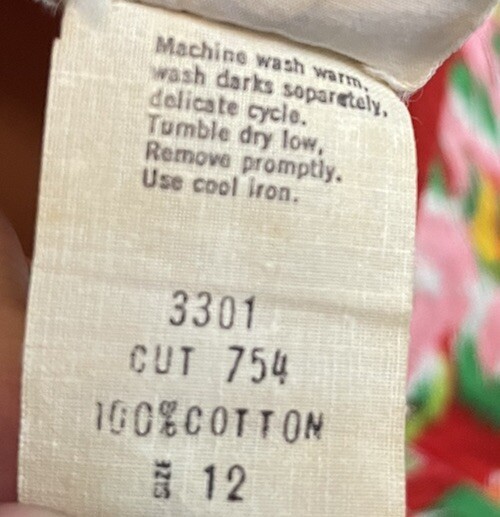 Machine wash warm,
wash darks soparetely,
delicate cycle.
Tumble dry low,
Remove promptly.
Use cool iron.
3301
CUT 754
100%COTTON
SIZE 12